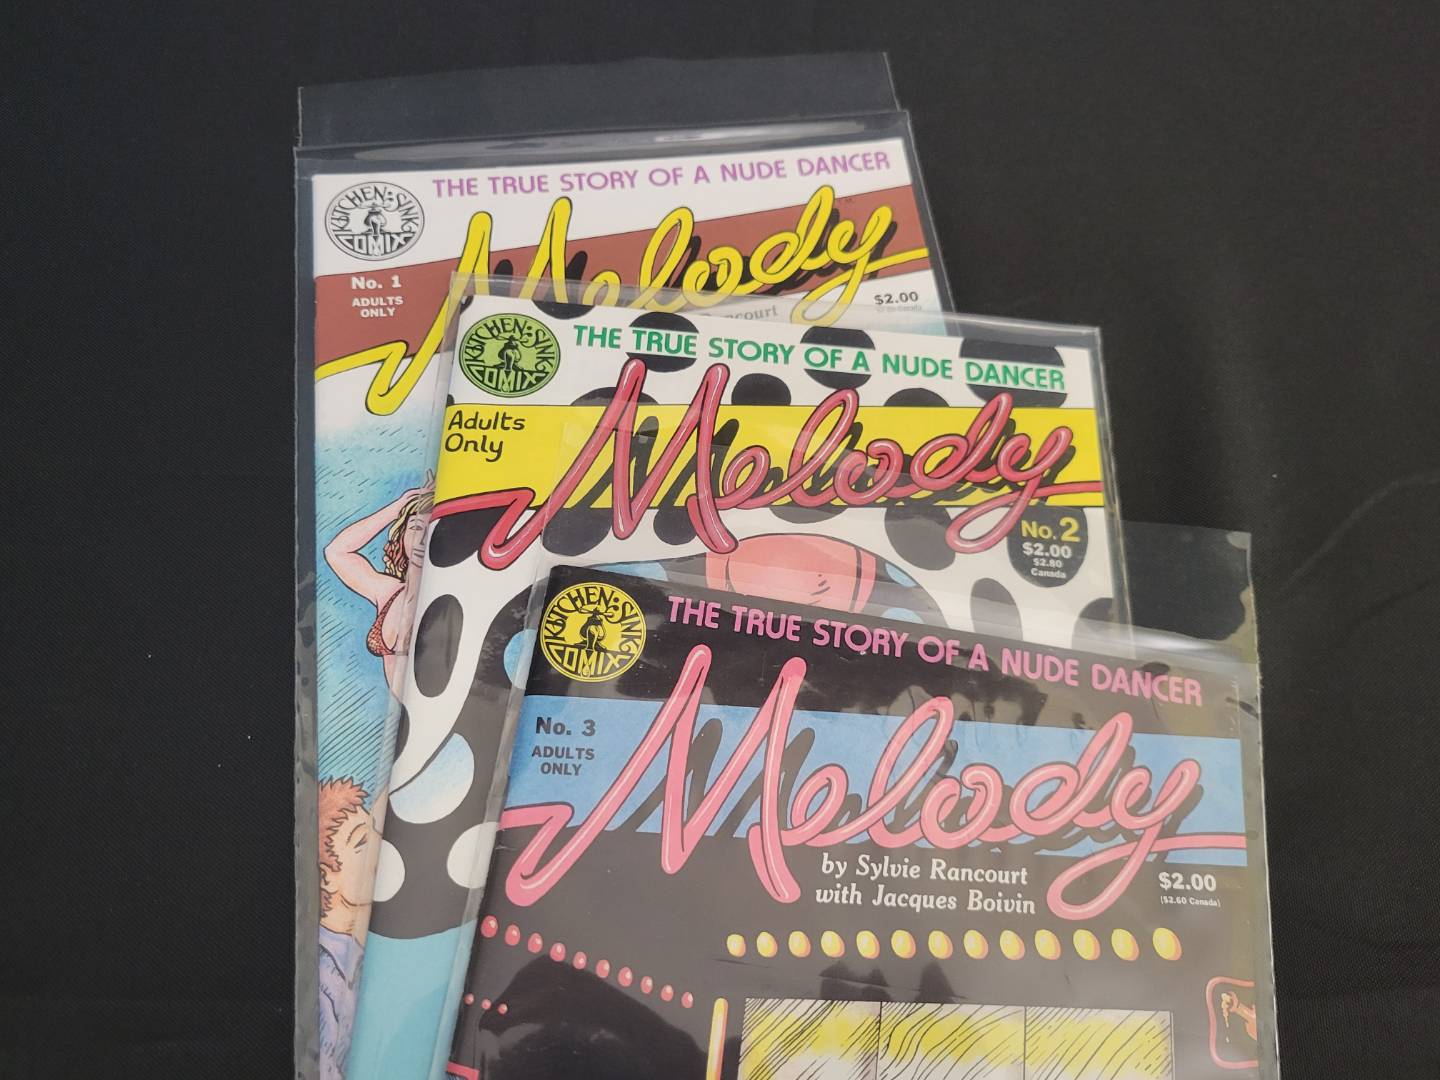 THE TRUE STORY OF A NUDE DANCER
KITCHEN SINK
COMIX
Melody
No. 1
ADULTS
ONLY
$2.00
THE TRUE STORY OF A NUDE DANCER
KITCHEN SINK
COMIX
Melody
Adults
Only
No. 2
$2.00
$2.80
Canada
THE TRUE STORY OF A NUDE DANCER
KITCHEN SINK
COMIX
Melody
No. 3
ADULTS
ONLY
by Sylvie Rancourt
with Jacques Boivin
$2.00
($2.60 Canada)